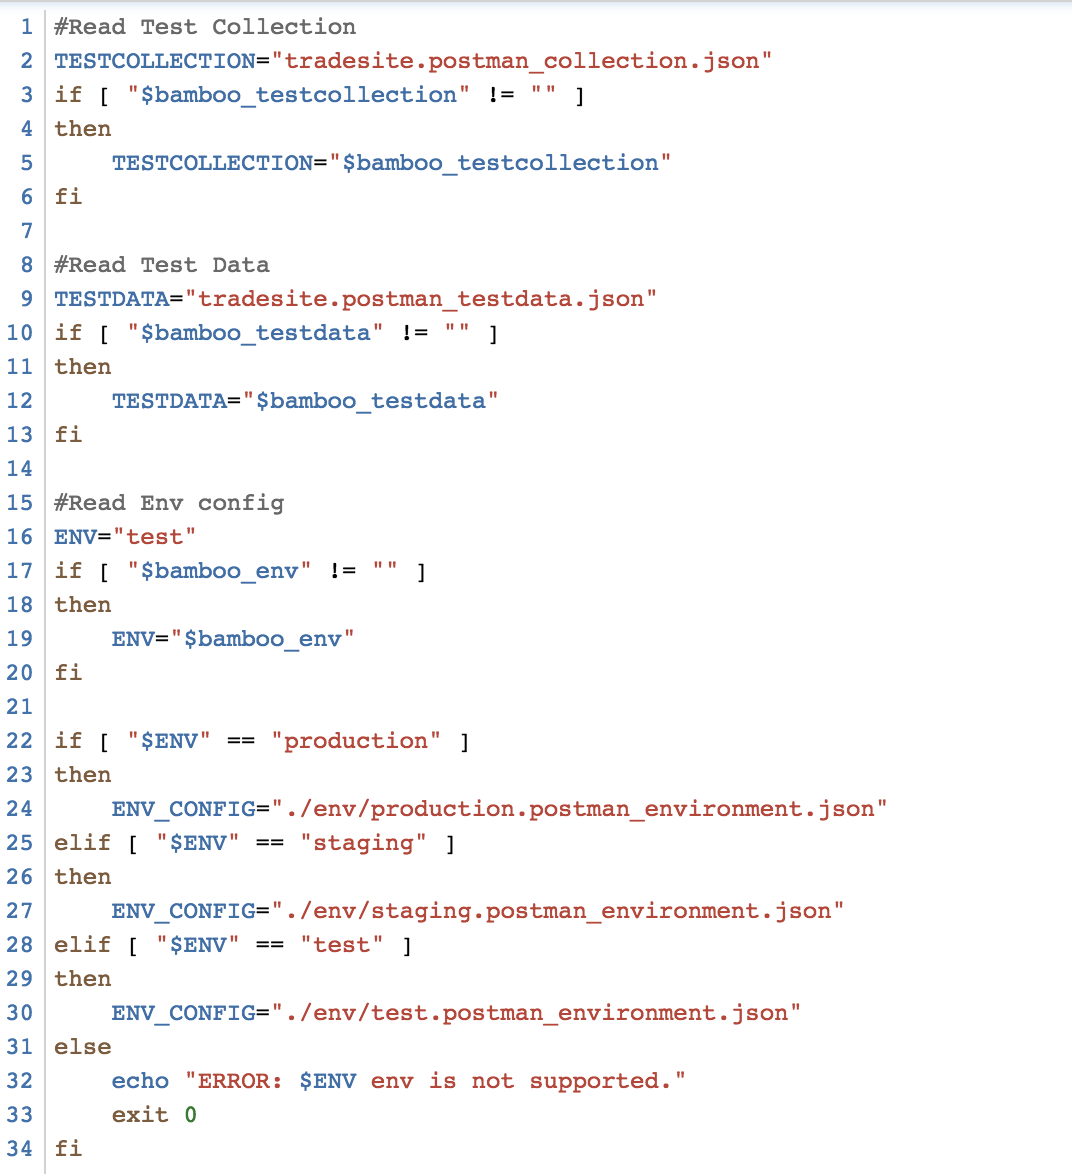 1 #Read Test Collection
2 TESTCOLLECTION="tradesite.postman_collection.json"
3 if [ "$bamboo_testcollection" != "" ]
4 then
5     TESTCOLLECTION="$bamboo_testcollection"
6 fi
7
8 #Read Test Data
9 TESTDATA="tradesite.postman_testdata.json"
10 if [ "$bamboo_testdata" != "" ]
11 then
12     TESTDATA="$bamboo_testdata"
13 fi
14
15 #Read Env config
16 ENV="test"
17 if [ "$bamboo_env" != "" ]
18 then
19     ENV="$bamboo_env"
20 fi
21
22 if [ "$ENV" == "production" ]
23 then
24     ENV_CONFIG="./env/production.postman_environment.json"
25 elif [ "$ENV" == "staging" ]
26 then
27     ENV_CONFIG="./env/staging.postman_environment.json"
28 elif [ "$ENV" == "test" ]
29 then
30     ENV_CONFIG="./env/test.postman_environment.json"
31 else
32     echo "ERROR: $ENV env is not supported."
33     exit 0
34 fi